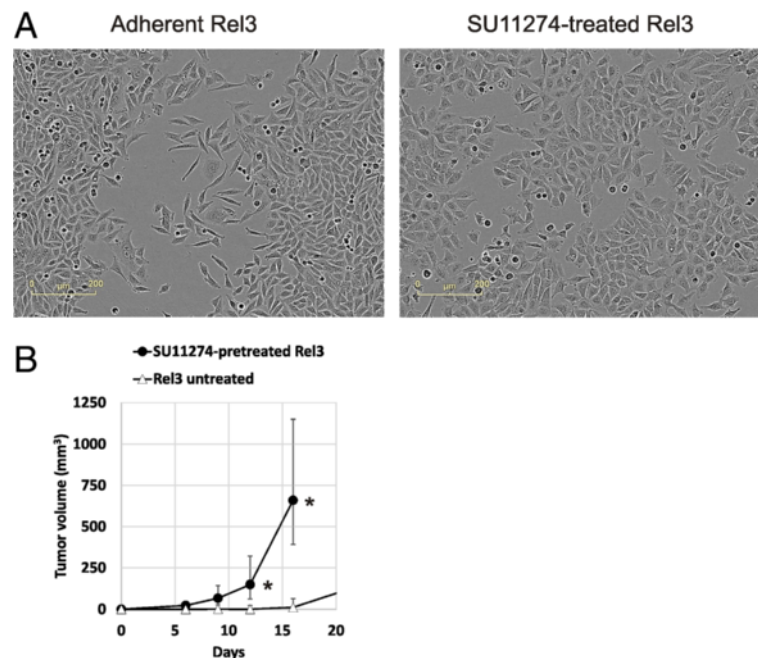 A
Adherent Rel3
SU11274-treated Rel3
0 µm 200
0 µm 200
B
SU11274-pretreated Rel3
Rel3 untreated
1250
1000
750
500
250
0
Tumor volume (mm³)
*
*
0 5 10 15 20
Days